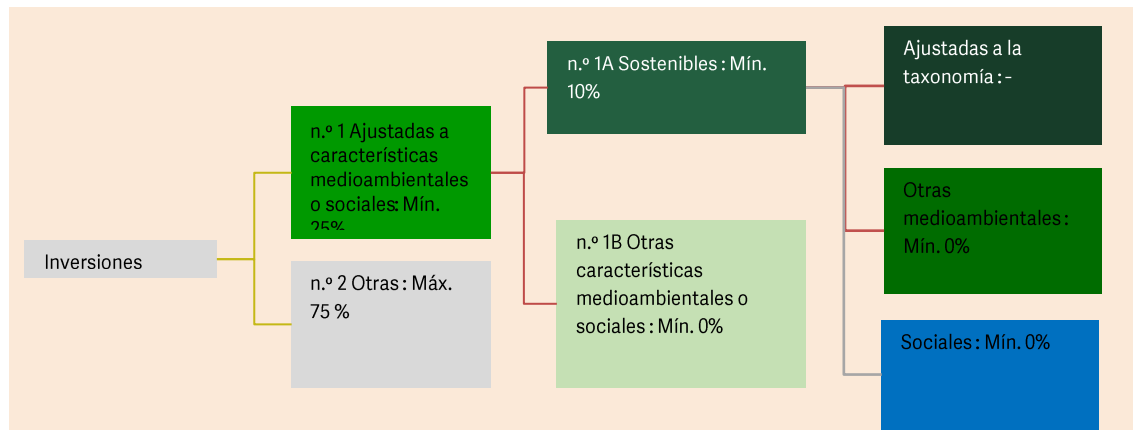 Inversiones
n.º 1 Ajustadas a
características
medioambientales
o sociales: Mín.
25%
n.º 2 Otras : Máx.
75 %
n.º 1A Sostenibles : Mín.
10%
n.º 1B Otras
características
medioambientales o
sociales : Mín. 0%
Ajustadas a la
taxonomía : -
Otras
medioambientales :
Mín. 0%
Sociales : Mín. 0%